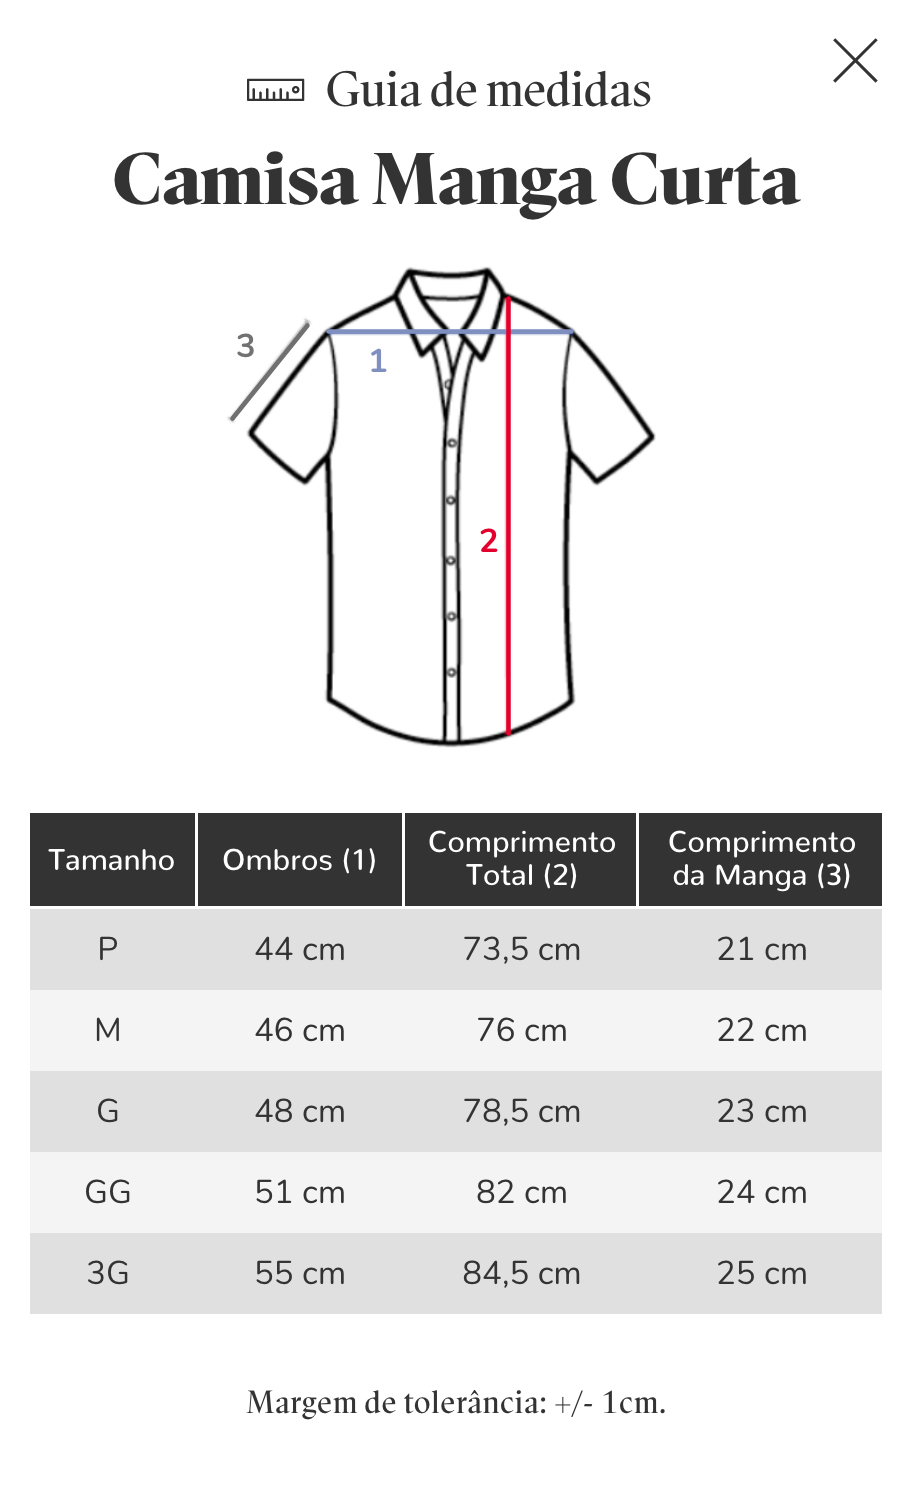 Guia de medidas
Camisa Manga Curta
3
1
2
Tamanho Ombros (1) Comprimento Total (2) Comprimento da Manga (3)
P 44 cm 73,5 cm 21 cm
M 46 cm 76 cm 22 cm
G 48 cm 78,5 cm 23 cm
GG 51 cm 82 cm 24 cm
3G 55 cm 84,5 cm 25 cm
Margem de tolerância: +/- 1cm.